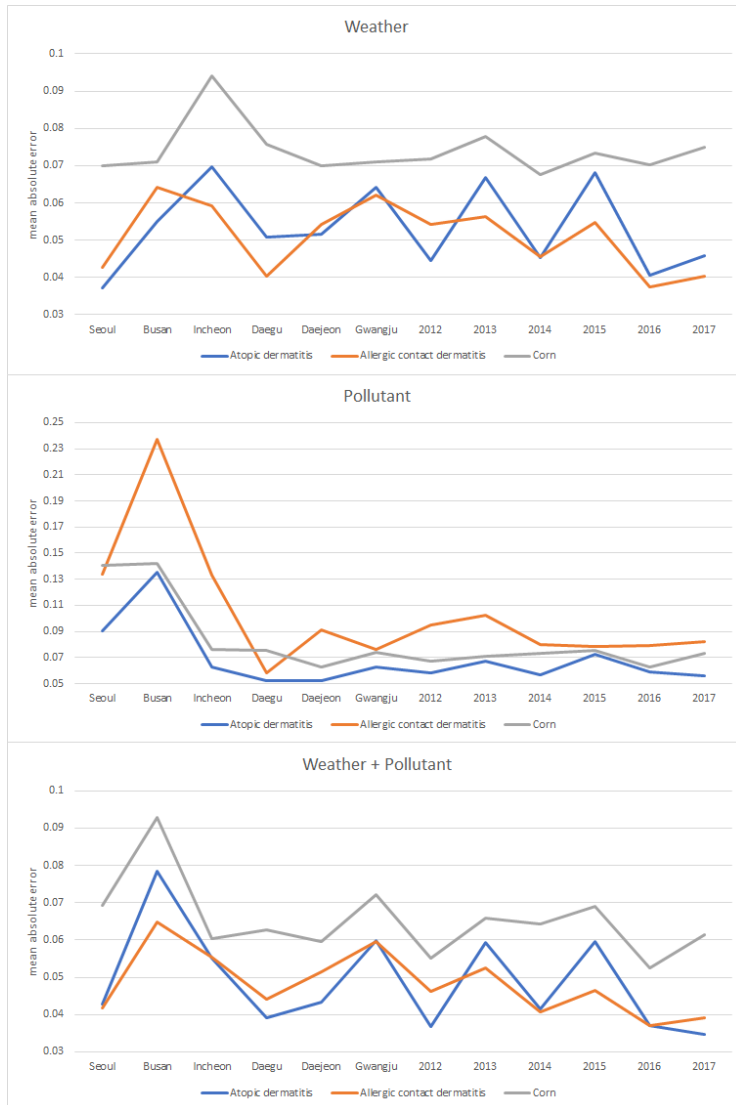 Weather
mean absolute error
0.1
0.09
0.08
0.07
0.06
0.05
0.04
0.03
Seoul Busan Incheon Daegu Daejeon Gwangju 2012 2013 2014 2015 2016 2017
Atopic dermatitis Allergic contact dermatitis Corn
Pollutant
mean absolute error
0.25
0.23
0.21
0.19
0.17
0.15
0.13
0.11
0.09
0.07
0.05
Seoul Busan Incheon Daegu Daejeon Gwangju 2012 2013 2014 2015 2016 2017
Atopic dermatitis Allergic contact dermatitis Corn
Weather + Pollutant
mean absolute error
0.1
0.09
0.08
0.07
0.06
0.05
0.04
0.03
Seoul Busan Incheon Daegu Daejeon Gwangju 2012 2013 2014 2015 2016 2017
Atopic dermatitis Allergic contact dermatitis Corn